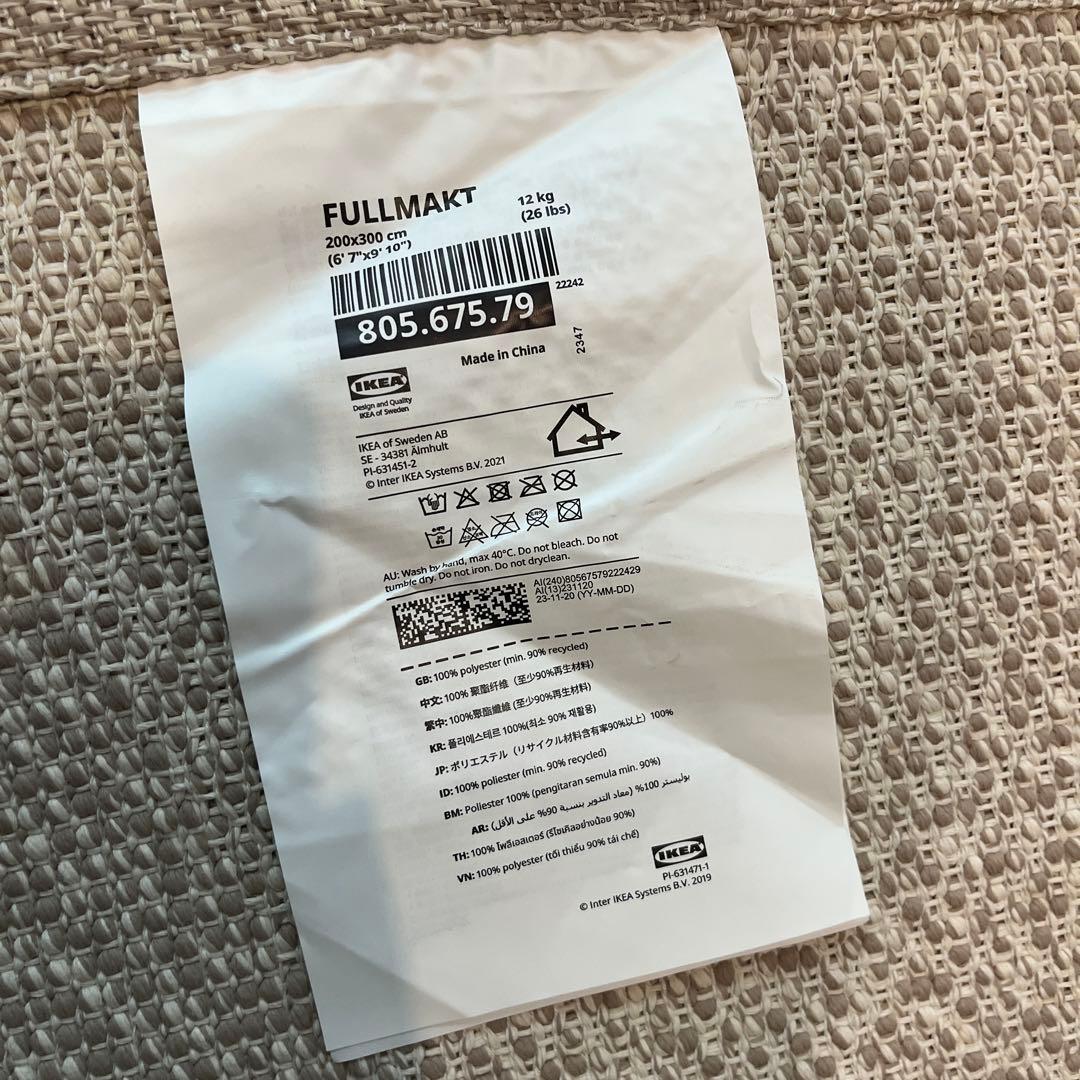 FULLMAKT
12 kg
(26 lbs)
200x300 cm
(6' 7"x9' 10")
22242
805.675.79
2347
Made in China
IKEA
Design and Quality
IKEA of Sweden
IKEA of Sweden AB
SE - 34381 Älmhult
PI-631451-2
© Inter IKEA Systems B.V. 2021
AU: Wash by hand, max 40°C. Do not bleach. Do not
tumble dry. Do not iron. Do not dryclean.
AI(240)80567579222429
AI(13)231120
23-11-20 (YY-MM-DD)
GB: 100% polyester (min. 90% recycled)
中文: 100% 聚酯纤维（至少90%再生材料）
繁中: 100%聚酯纖維 (至少90%再生材料)
KR: 폴리에스테르 100%(최소 90% 재활용)
JP: ポリエステル（リサイクル材料含有率90%以上）100%
ID: 100% poliester (min. 90% recycled)
BM: Poliester 100% (pengitaran semula min. 90%)
AR: بوليستر 100% (معاد التدوير بنسبة 90% على الأقل)
TH: 100% โพลีเอสเตอร์ (รีไซเคิลอย่างน้อย 90%)
VN: 100% polyester (tối thiểu 90% tái chế)
IKEA
PI-631471-1
© Inter IKEA Systems B.V. 2019